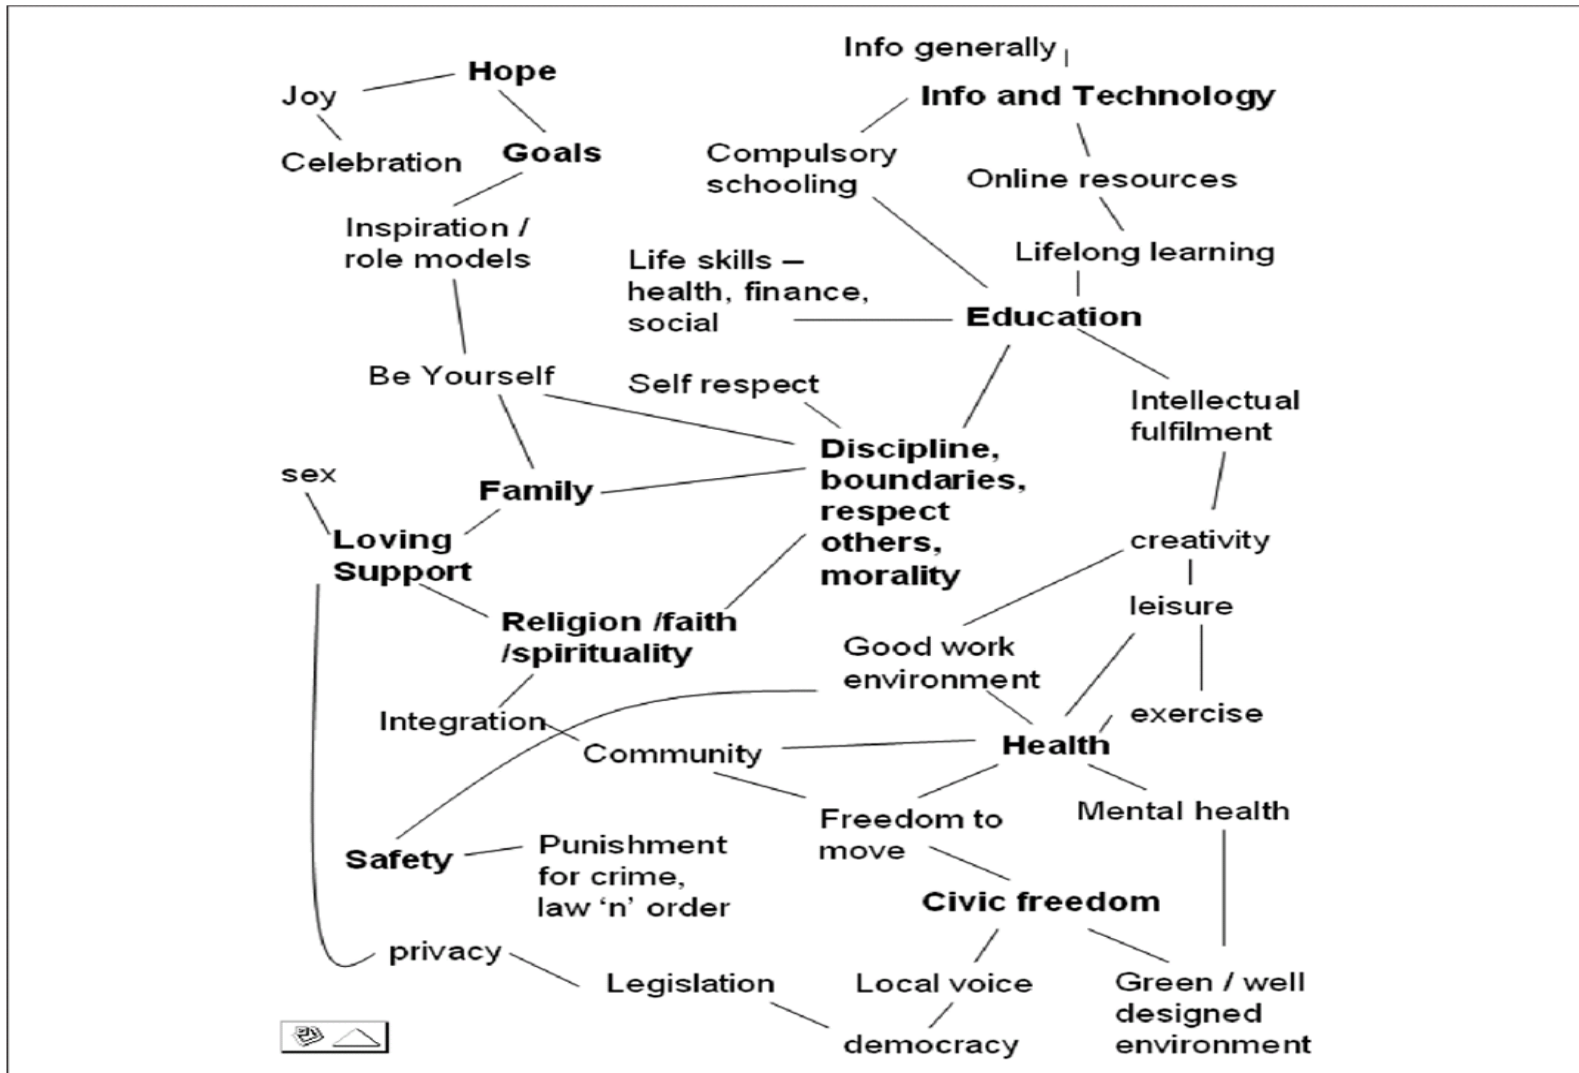 Info generally
Hope
Info and Technology
Joy
Celebration
Goals
Compulsory
schooling
Online resources
Inspiration /
role models
Lifelong learning
Life skills –
health, finance,
social
Education
Be Yourself
Self respect
Intellectual
fulfilment
Discipline,
boundaries,
respect
others,
morality
sex
Family
Loving
Support
creativity
leisure
Religion /faith
/spirituality
Good work
environment
Integration
exercise
Community
Health
Mental health
Freedom to
move
Safety
Punishment
for crime,
law ‘n’ order
Civic freedom
privacy
Legislation
Local voice
Green / well
designed
environment
democracy